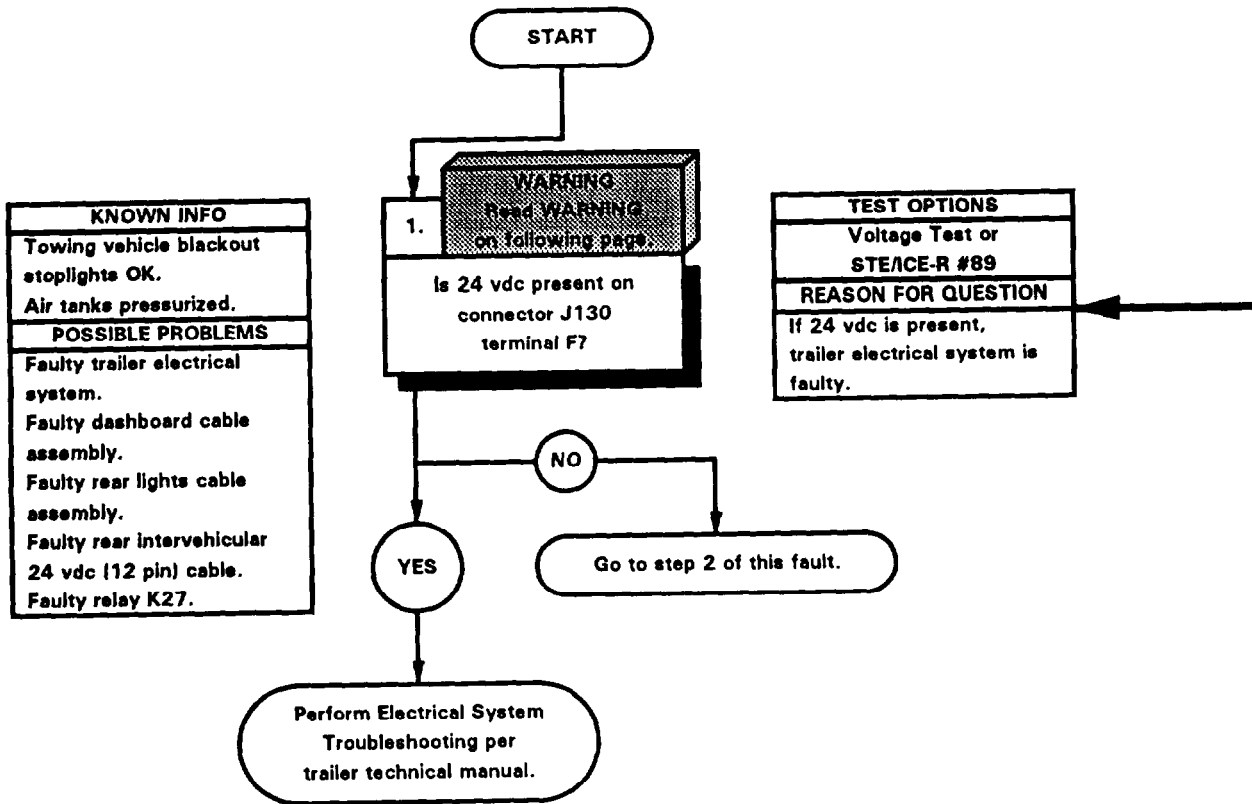 START
KNOWN INFO
Towing vehicle blackout
stoplights OK.
Air tanks pressurized.
POSSIBLE PROBLEMS
Faulty trailer electrical
system.
Faulty dashboard cable
assembly.
Faulty rear lights cable
assembly.
Faulty rear intervehicular
24 vdc (12 pin) cable.
Faulty relay K27.
1.
WARNING
Read WARNING
on following page.
Is 24 vdc present on
connector J130
terminal F?
TEST OPTIONS
Voltage Test or
STE/ICE-R #89
REASON FOR QUESTION
If 24 vdc is present,
trailer electrical system is
faulty.
NO
YES
Go to step 2 of this fault.
Perform Electrical System
Troubleshooting per
trailer technical manual.